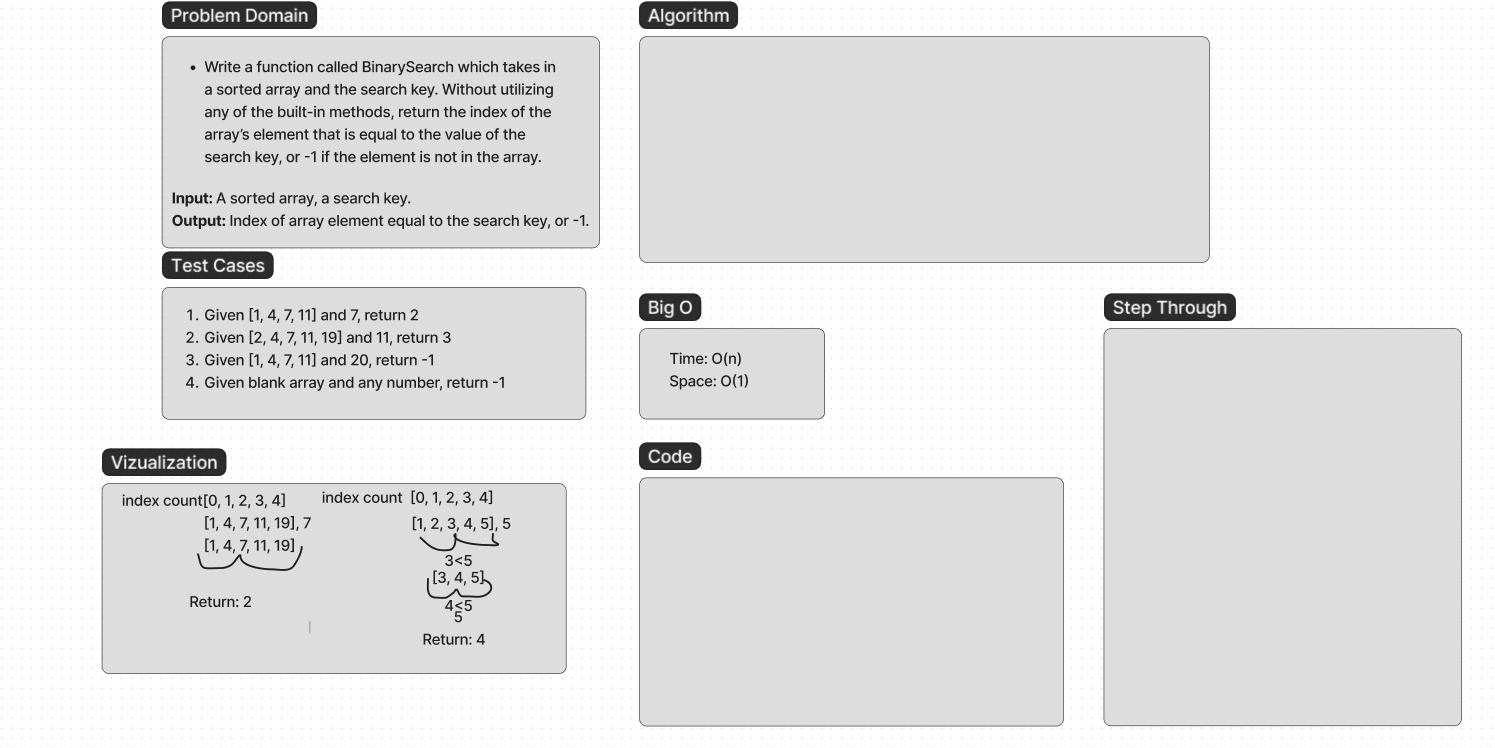 Problem Domain
• Write a function called BinarySearch which takes in
a sorted array and the search key. Without utilizing
any of the built-in methods, return the index of the
array’s element that is equal to the value of the
search key, or -1 if the element is not in the array.
Input: A sorted array, a search key.
Output: Index of array element equal to the search key, or -1.
Test Cases
1. Given [1, 4, 7, 11] and 7, return 2
2. Given [2, 4, 7, 11, 19] and 11, return 3
3. Given [1, 4, 7, 11] and 20, return -1
4. Given blank array and any number, return -1
Vizualization
index count[0, 1, 2, 3, 4]
[1, 4, 7, 11, 19], 7
[1, 4, 7, 11, 19]
Return: 2
index count [0, 1, 2, 3, 4]
[1, 2, 3, 4, 5], 5
3<5
[3, 4, 5]
4<5
5
Return: 4
Algorithm
Big O
Time: O(n)
Space: O(1)
Code
Step Through